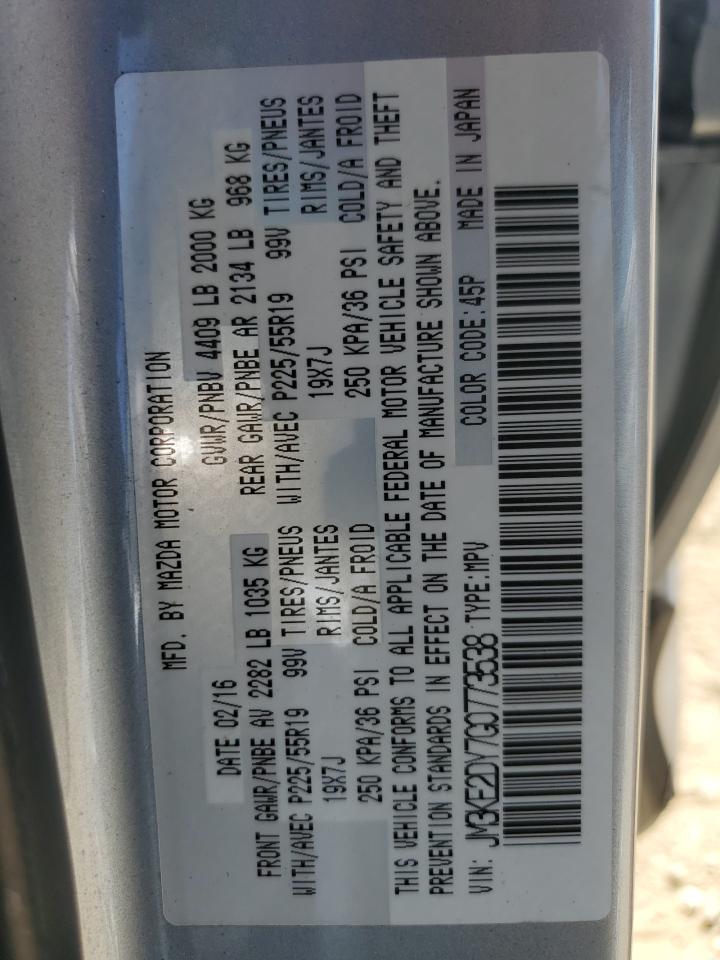 MFD. BY MAZDA MOTOR CORPORATION
DATE 02/16 GVWR/PNBV 4409 LB 2000 KG
FRONT GAWR/PNBE AV 2282 LB 1035 KG REAR GAWR/PNBE AR 2134 LB 968 KG
WITH/AVEC P225/55R19 99V TIRES/PNEUS WITH/AVEC P225/55R19 99V TIRES/PNEUS
19X7J RIMS/JANTES 19X7J RIMS/JANTES
250 KPA/36 PSI COLD/A FROID 250 KPA/36 PSI COLD/A FROID
THIS VEHICLE CONFORMS TO ALL APPLICABLE FEDERAL MOTOR VEHICLE SAFETY AND THEFT
PREVENTION STANDARDS IN EFFECT ON THE DATE OF MANUFACTURE SHOWN ABOVE.
VIN: JM3KE2DY7G0773538 TYPE:MPV COLOR CODE:45P MADE IN JAPAN